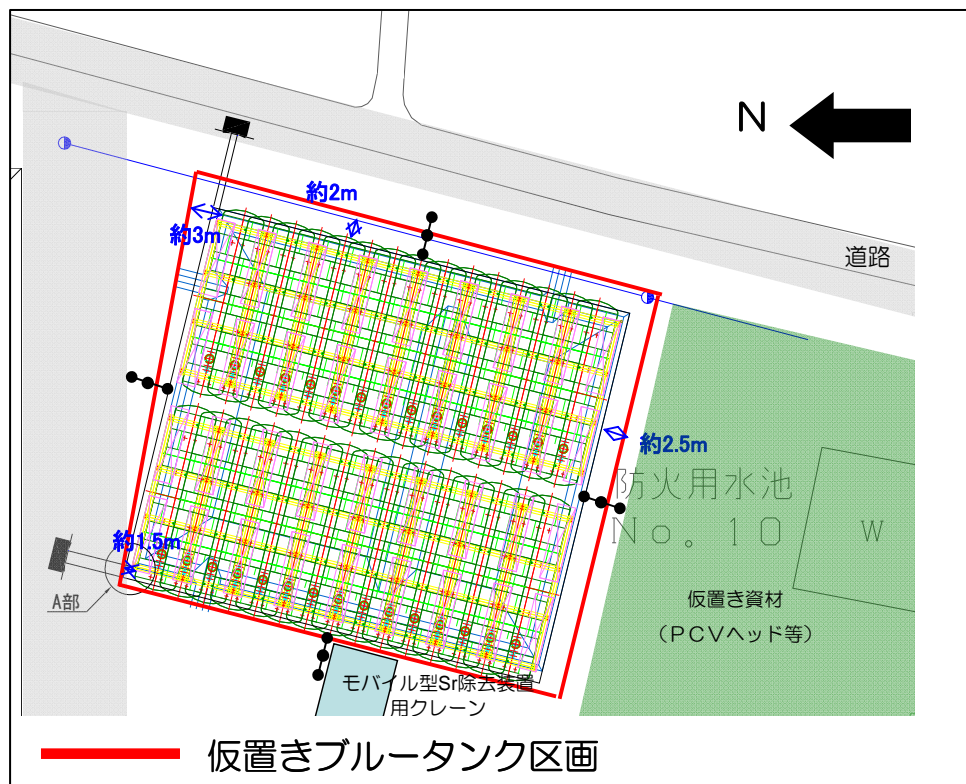 N
約2m
約3m
道路
約2.5m
防火用水池
No。10 W
約1.5m
仮置き資材
（PCVヘッド等）
A部
モバイル型Sr除去装置
用クレーン
仮置きブルータンク区画